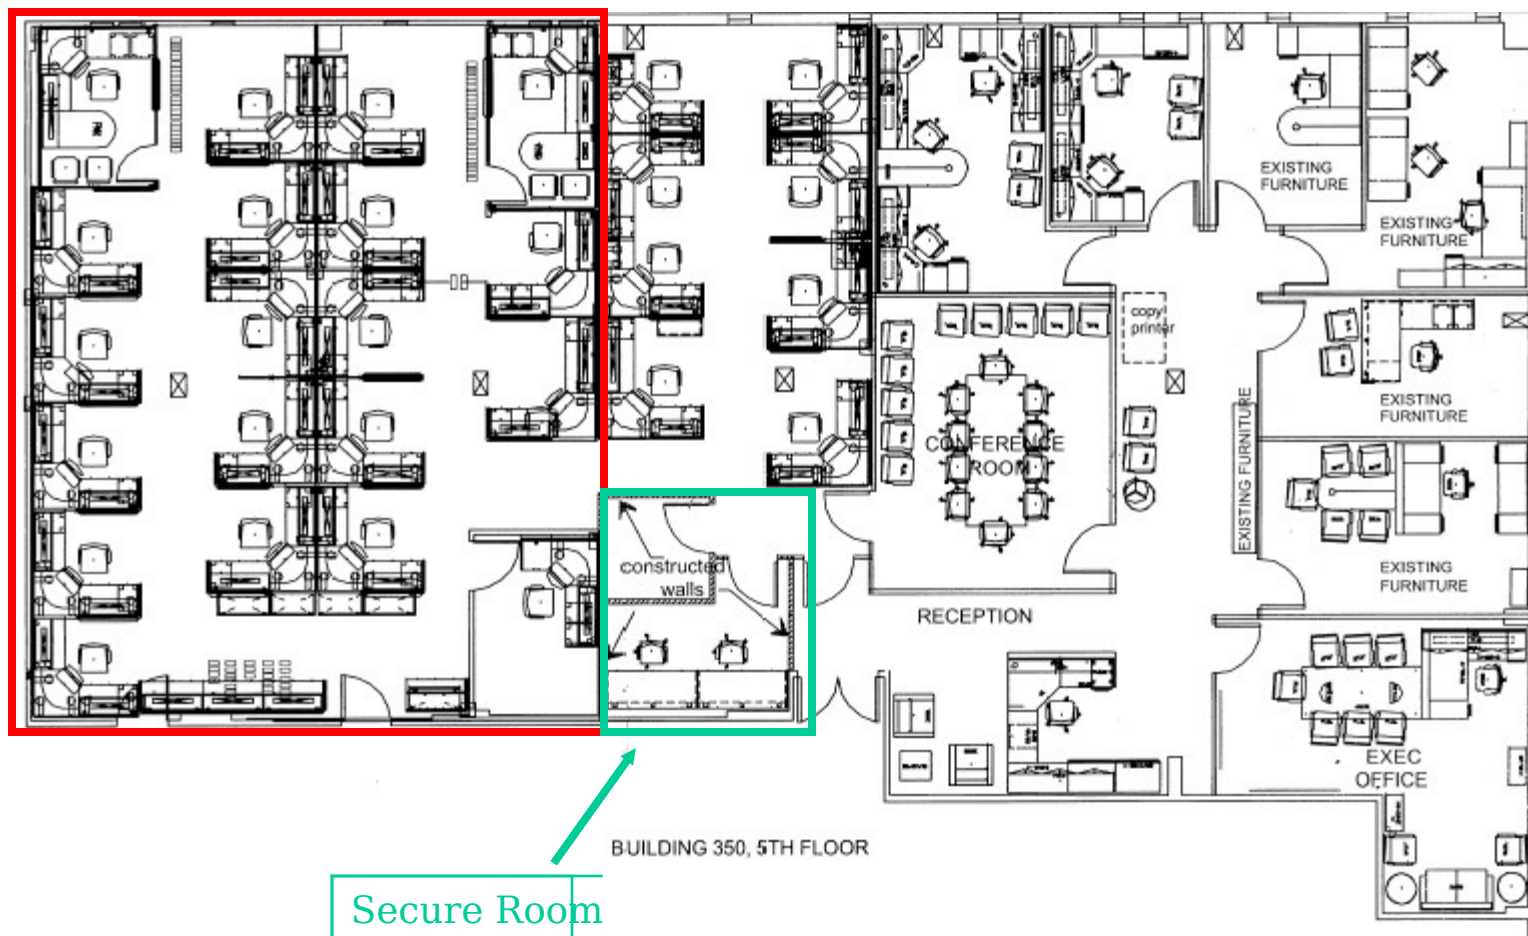 EXISTING
FURNITURE
EXISTING
FURNITURE
copy
printer
EXISTING
FURNITURE
CONFERENCE
ROOM
EXISTING FURNITURE
constructed
walls
EXISTING
FURNITURE
RECEPTION
EXEC
OFFICE
BUILDING 350, 5TH FLOOR
Secure Room